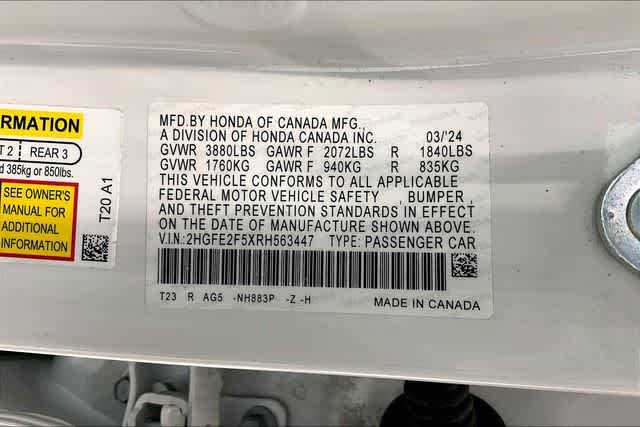 RMATION
T 2 REAR 3
d 385kg or 850lbs.
SEE OWNER'S
MANUAL FOR
ADDITIONAL
INFORMATION
T20 A1
MFD.BY HONDA OF CANADA MFG.,
A DIVISION OF HONDA CANADA INC. 03/'24
GVWR 3880LBS GAWR F 2072LBS R 1840LBS
GVWR 1760KG GAWR F 940KG R 835KG
THIS VEHICLE CONFORMS TO ALL APPLICABLE
FEDERAL MOTOR VEHICLE SAFETY , BUMPER,
AND THEFT PREVENTION STANDARDS IN EFFECT
ON THE DATE OF MANUFACTURE SHOWN ABOVE.
V.I.N.:2HGFE2F5XRH563447 TYPE: PASSENGER CAR
T23 R AG5 -NH883P -Z -H MADE IN CANADA